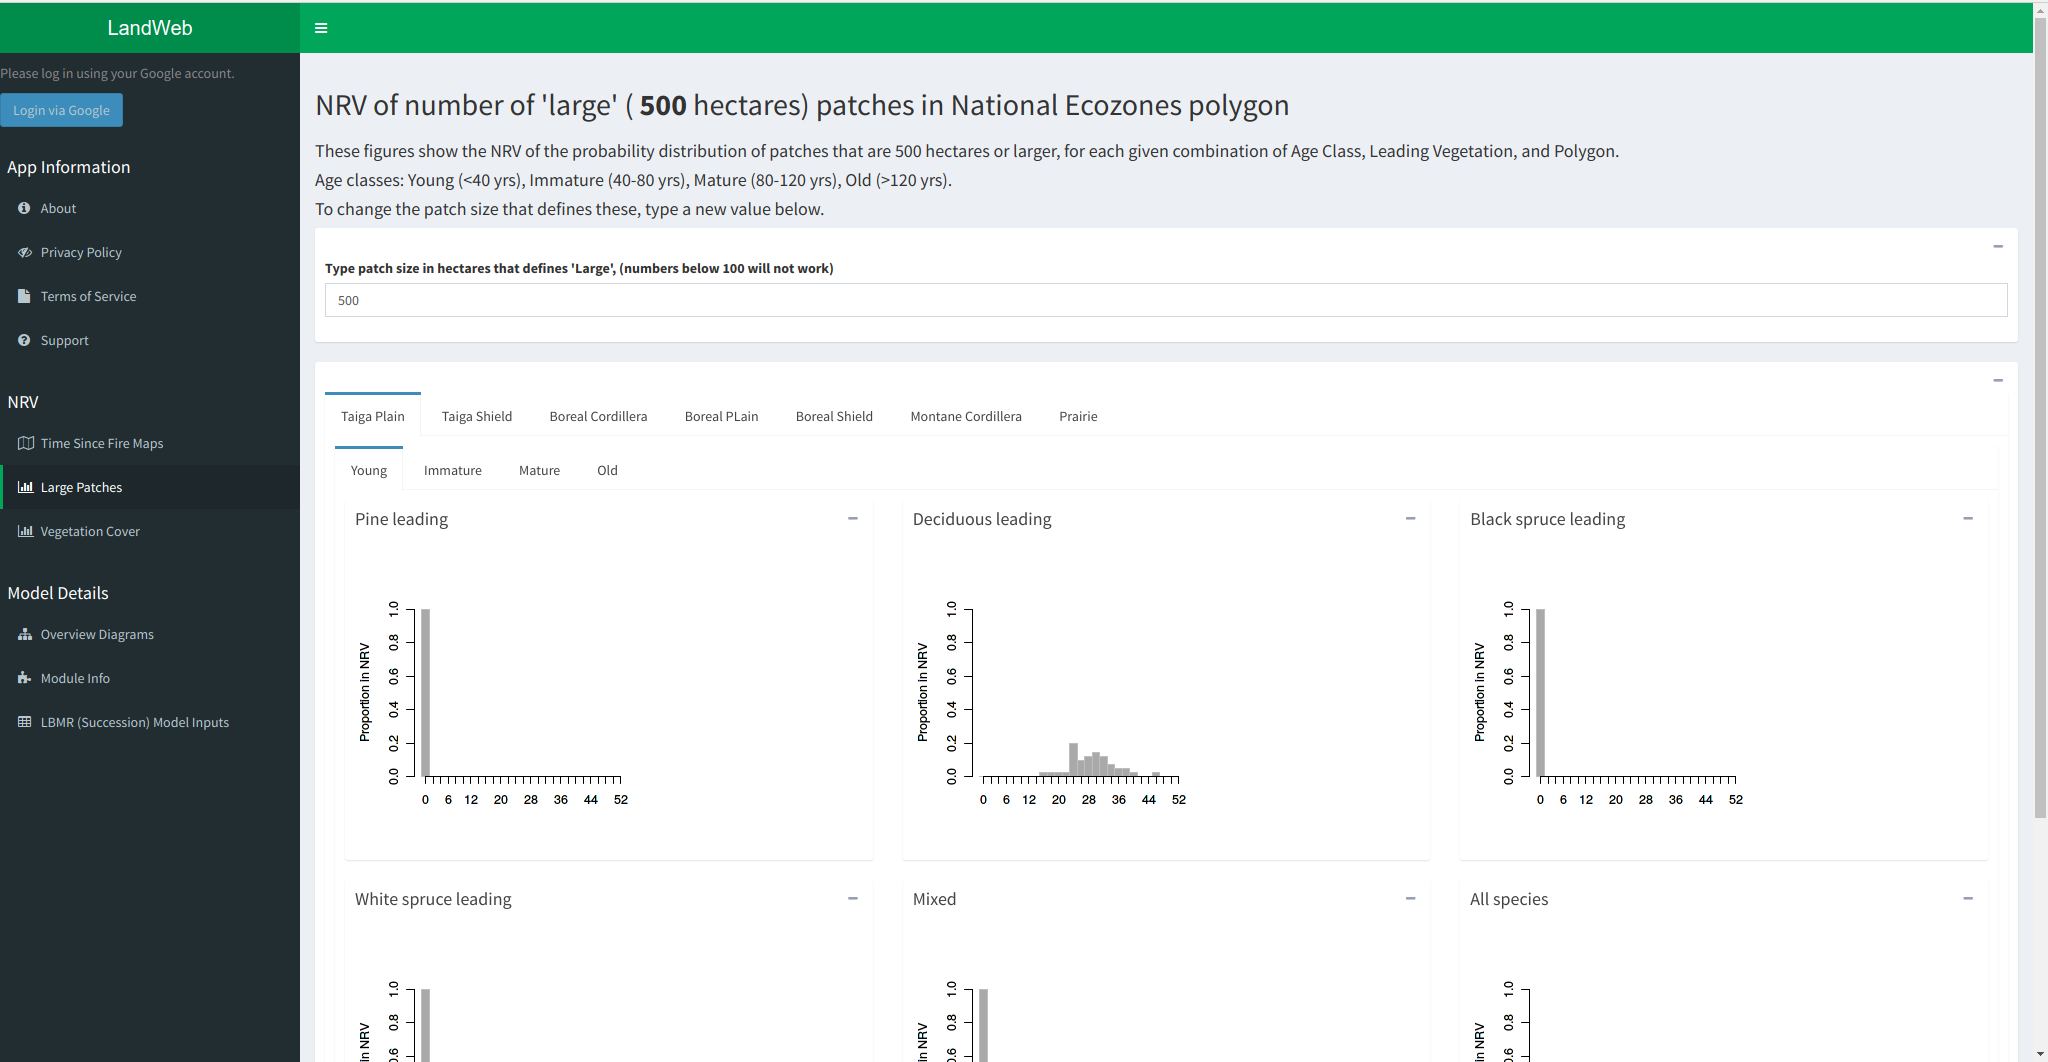 LandWeb
Please log in using your Google account.
Login via Google
App Information
About
Privacy Policy
Terms of Service
Support
NRV
Time Since Fire Maps
Large Patches
Vegetation Cover
Model Details
Overview Diagrams
Module Info
LBMR (Succession) Model Inputs
NRV of number of 'large' ( 500 hectares) patches in National Ecozones polygon
These figures show the NRV of the probability distribution of patches that are 500 hectares or larger, for each given combination of Age Class, Leading Vegetation, and Polygon.
Age classes: Young (<40 yrs), Immature (40-80 yrs), Mature (80-120 yrs), Old (>120 yrs).
To change the patch size that defines these, type a new value below.
Type patch size in hectares that defines 'Large', (numbers below 100 will not work)
500
Taiga Plain Taiga Shield Boreal Cordillera Boreal PLain Boreal Shield Montane Cordillera Prairie
Young Immature Mature Old
Pine leading
Proportion in NRV
0.0 0.2 0.4 0.6 0.8 1.0
0 6 12 20 28 36 44 52
Deciduous leading
Proportion in NRV
0.0 0.2 0.4 0.6 0.8 1.0
0 6 12 20 28 36 44 52
Black spruce leading
Proportion in NRV
0.0 0.2 0.4 0.6 0.8 1.0
0 6 12 20 28 36 44 52
White spruce leading
in NRV
0.6 0.8 1.0
Mixed
in NRV
0.6 0.8 1.0
All species
in NRV
0.6 0.8 1.0